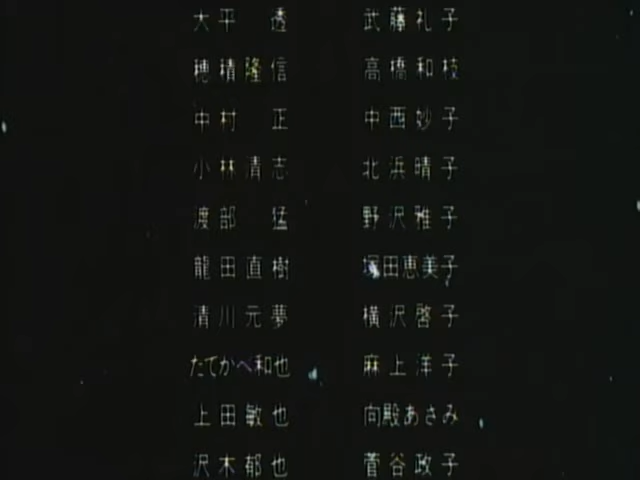 大平 透 武藤礼子
穂積隆信 高橋和枝
中村 正 中西妙子
小林清志 北浜晴子
渡部 猛 野沢雅子
龍田直樹 塚田恵美子
清川元夢 横沢啓子
たてかべ和也 麻上洋子
上田敏也 向殿あさみ
沢木郁也 菅谷政子